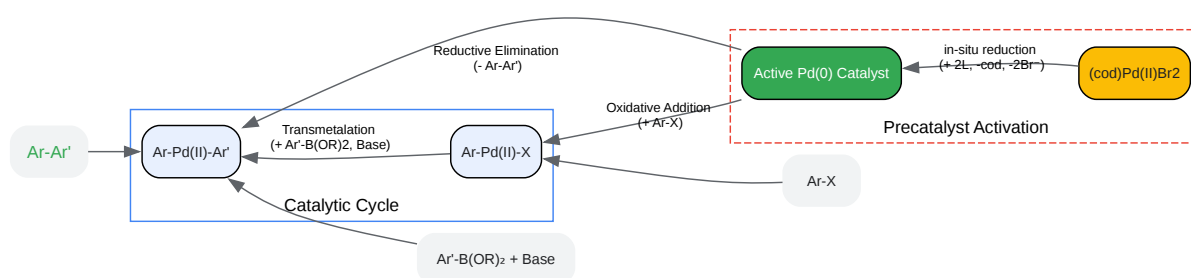 Reductive Elimination
(- Ar-Ar')
Active Pd(0) Catalyst
in-situ reduction
(+ 2L, -cod, -2Br⁻)
(cod)Pd(II)Br2
Oxidative Addition
(+ Ar-X)
Precatalyst Activation
Ar-Ar'
Ar-Pd(II)-Ar'
Transmetalation
(+ Ar'-B(OR)2, Base)
Ar-Pd(II)-X
Ar-X
Catalytic Cycle
Ar'-B(OR)₂ + Base